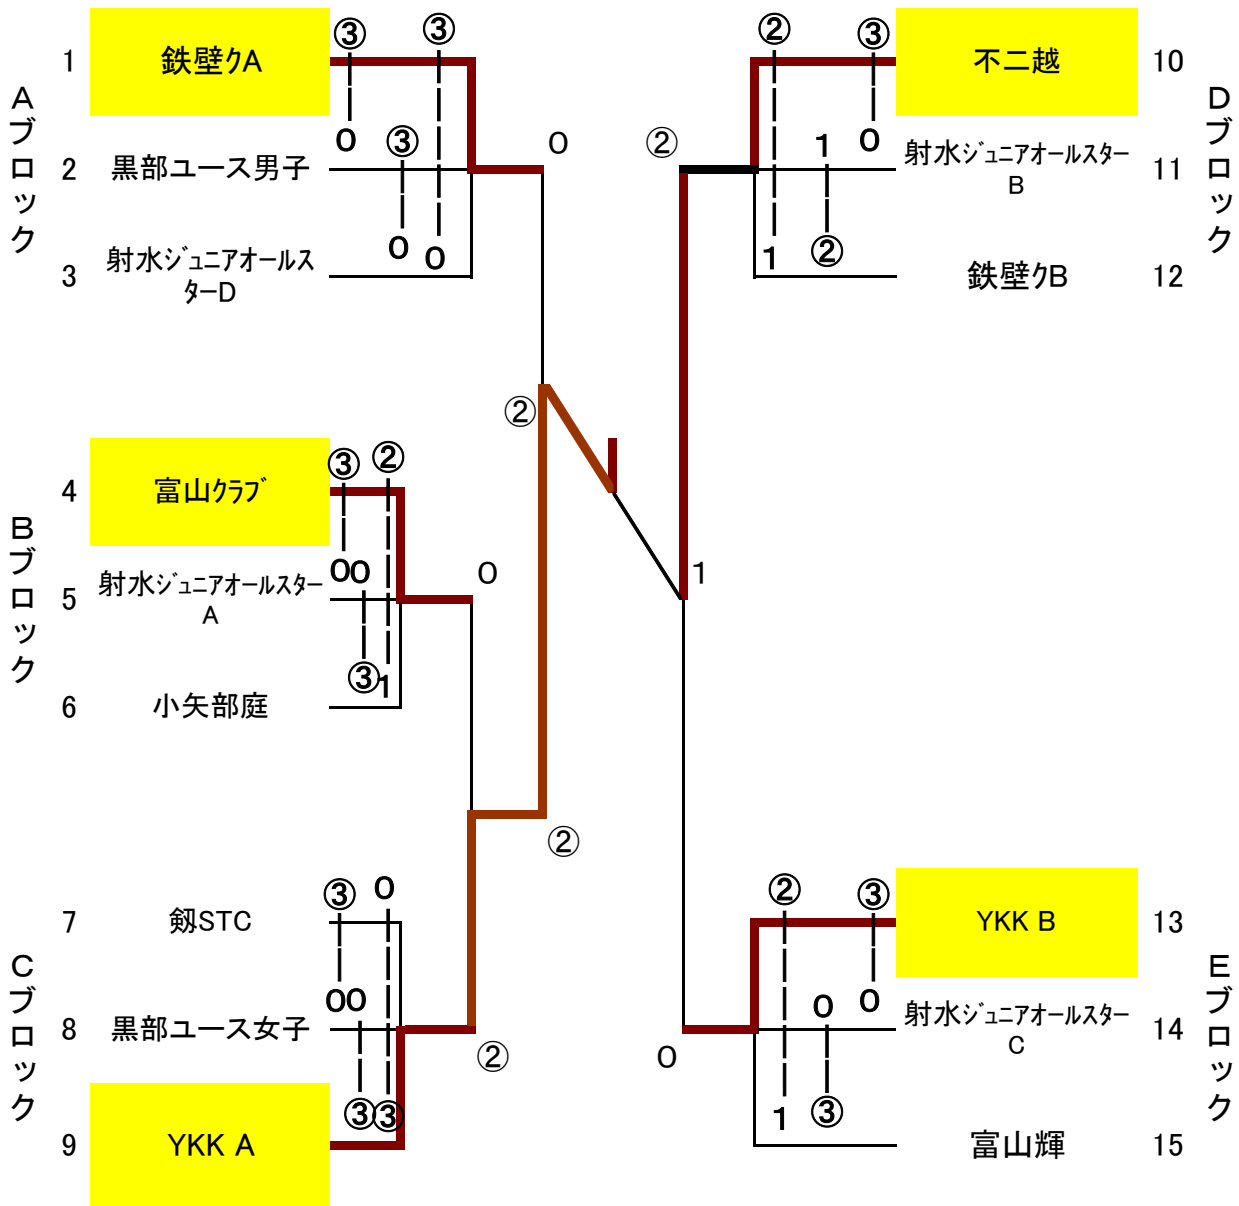 Aブロック
1
鉄壁ｸA
③
③
0
③
2
黒部ユース男子
0
0
3
射水ｼﾞｭﾆｱｵｰﾙｽ
ﾀｰD
0
②
Bブロック
4
富山ｸﾗﾌﾞ
③
②
00
5
射水ｼﾞｭﾆｱｵｰﾙｽﾀｰ
A
③
1
6
小矢部庭
0
②
Cブロック
7
剱STC
③
0
00
8
黒部ユース女子
③
③
9
YKK A
②
Dブロック
②
③
不二越
10
②
1
0
射水ｼﾞｭﾆｱｵｰﾙｽﾀｰ
B
11
1
②
鉄壁ｸB
12
1
Eブロック
②
③
YKK B
13
0
0
射水ｼﾞｭﾆｱｵｰﾙｽﾀｰ
C
14
0
1
③
富山輝
15